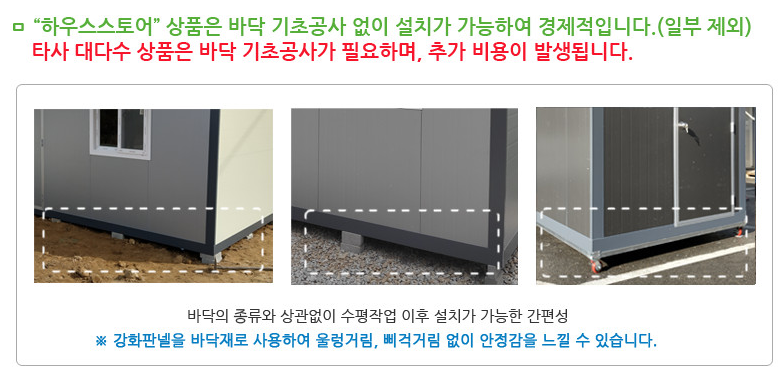 ㅁ “하우스스토어” 상품은 바닥 기초공사 없이 설치가 가능하여 경제적입니다.(일부 제외)
타사 대다수 상품은 바닥 기초공사가 필요하며, 추가 비용이 발생됩니다.
바닥의 종류와 상관없이 수평작업 이후 설치가 가능한 간편성
※ 강화판넬을 바닥재로 사용하여 울렁거림, 삐걱거림 없이 안정감을 느낄 수 있습니다.